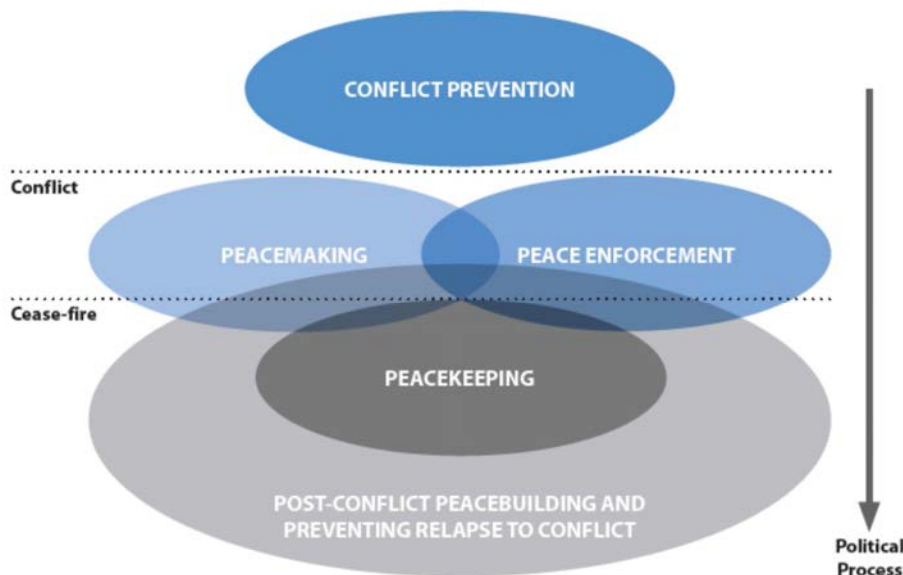 CONFLICT PREVENTION
Conflict
PEACEMAKING
PEACE ENFORCEMENT
Cease-fire
PEACEKEEPING
POST-CONFLICT PEACEBUILDING AND
PREVENTING RELAPSE TO CONFLICT
Political
Process